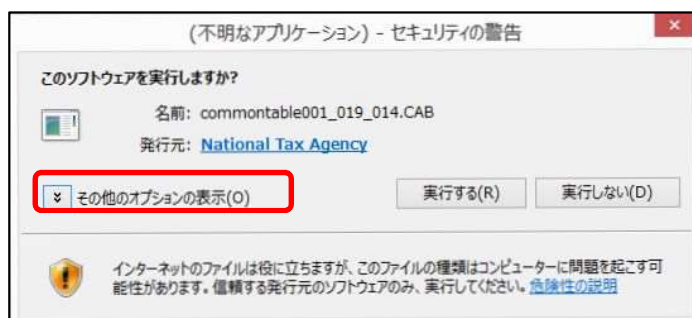 (不明なアプリケーション) - セキュリティの警告
このソフトウェアを実行しますか?
名前: commontable001_019_014.CAB
発行元: National Tax Agency
その他のオプションの表示(O)
実行する(R)
実行しない(D)
インターネットのファイルは役に立ちますが、このファイルの種類はコンピューターに問題を起こす可
能性があります。信頼する発行元のソフトウェアのみ、実行してください。危険性の説明